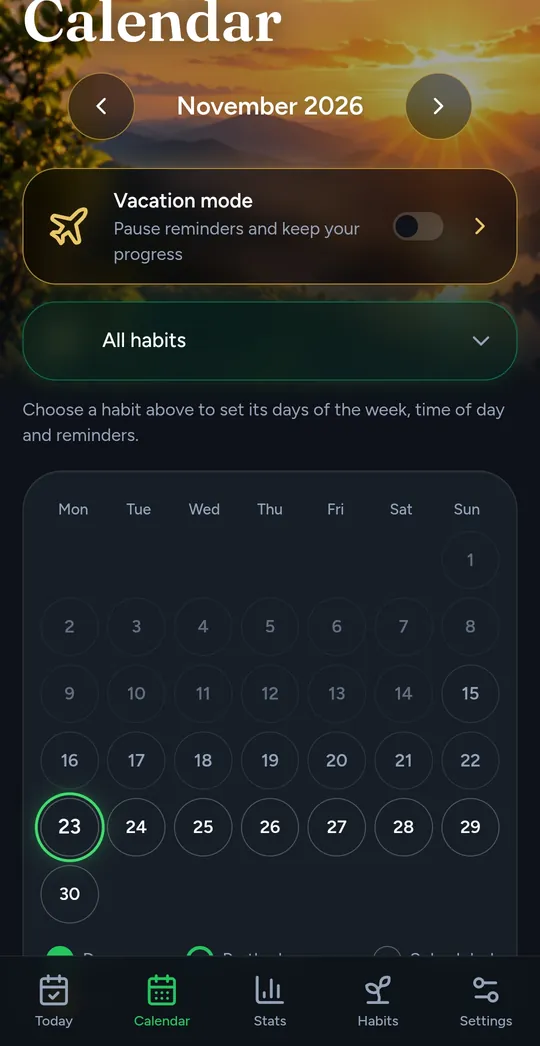 Calendar
November 2026
Vacation mode
Pause reminders and keep your
progress
All habits
Choose a habit above to set its days of the week, time of day
and reminders.
Mon Tue Wed Thu Fri Sat Sun
1
2 3 4 5 6 7 8
9 10 11 12 13 14 15
16 17 18 19 20 21 22
23 24 25 26 27 28 29
30
Today Calendar Stats Habits Settings